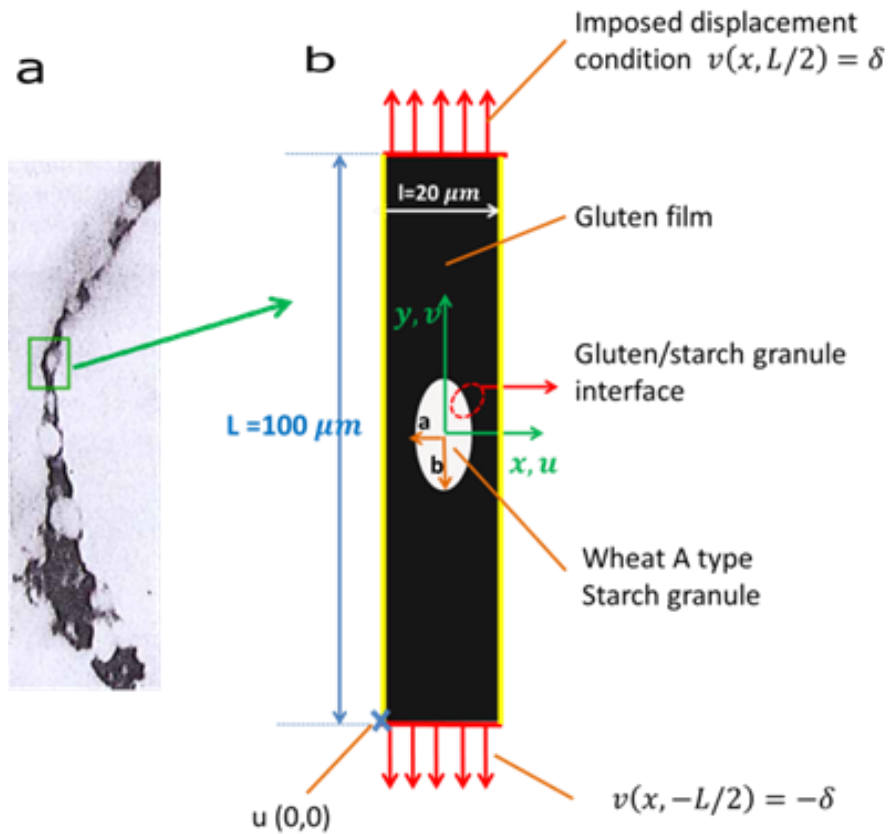 a
b
Imposed displacement
condition v(x, L/2) = δ
l=20 μm
Gluten film
y, v
Gluten/starch granule
interface
L =100 μm
a
b
x, u
Wheat A type
Starch granule
u (0,0)
v(x, −L/2) = −δ